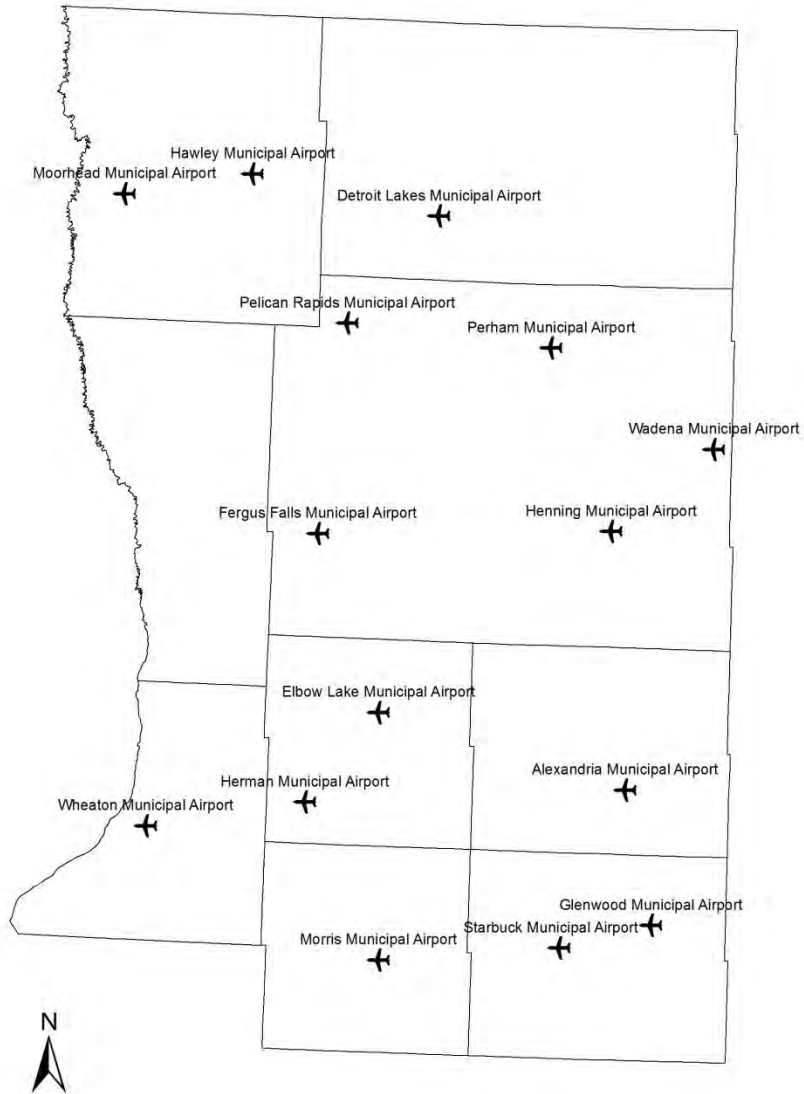 Hawley Municipal Airport
Moorhead Municipal Airport
Detroit Lakes Municipal Airport
Pelican Rapids Municipal Airport
Perham Municipal Airport
Wadena Municipal Airport
Fergus Falls Municipal Airport
Henning Municipal Airport
Elbow Lake Municipal Airport
Alexandria Municipal Airport
Herman Municipal Airport
Wheaton Municipal Airport
Glenwood Municipal Airport
Starbuck Municipal Airport
Morris Municipal Airport
N